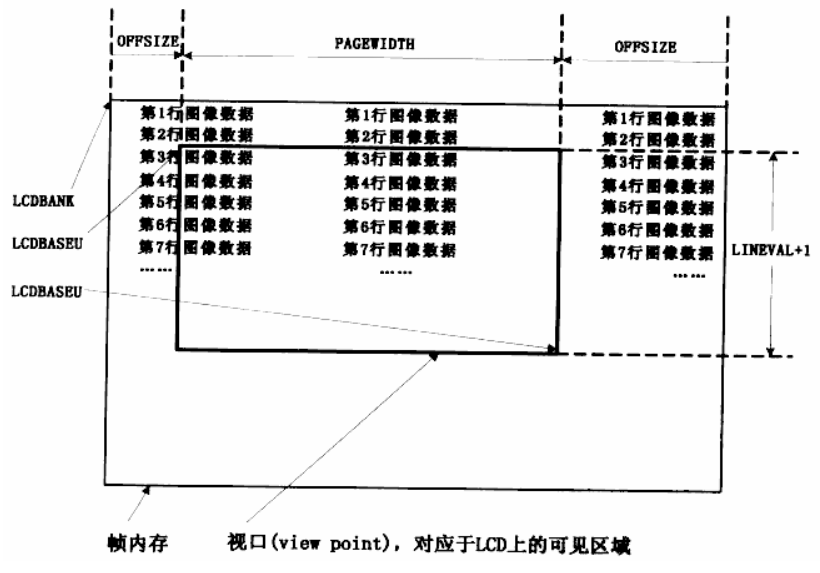 OFFSIZE PAGEWIDTH OFFSIZE
第1行图像数据 第1行图像数据 第1行图像数据
第2行图像数据 第2行图像数据 第2行图像数据
第3行图像数据 第3行图像数据 第3行图像数据
第4行图像数据 第4行图像数据 第4行图像数据
LCDBANK
第5行图像数据 第5行图像数据 第5行图像数据
第6行图像数据 第6行图像数据 第6行图像数据
LCDBASEU
第7行图像数据 第7行图像数据 第7行图像数据
LINEVAL+1
…… …… ……
LCDBASEU
帧内存
视口(view point)，对应于LCD上的可见区域